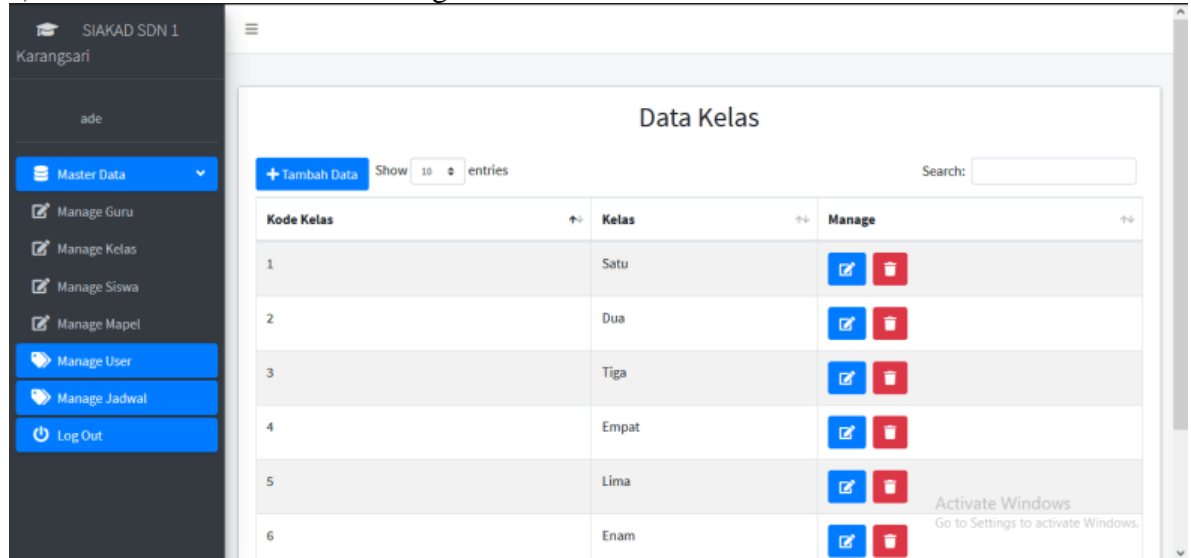 SIAKAD SDN 1
Karangsari
ade
Master Data
Manage Guru
Manage Kelas
Manage Siswa
Manage Mapel
Manage User
Manage Jadwal
Log Out
Data Kelas
+ Tambah Data Show 10 entries Search:
Kode Kelas Kelas Manage
1 Satu
2 Dua
3 Tiga
4 Empat
5 Lima
6 Enam
Activate Windows
Go to Settings to activate Windows.